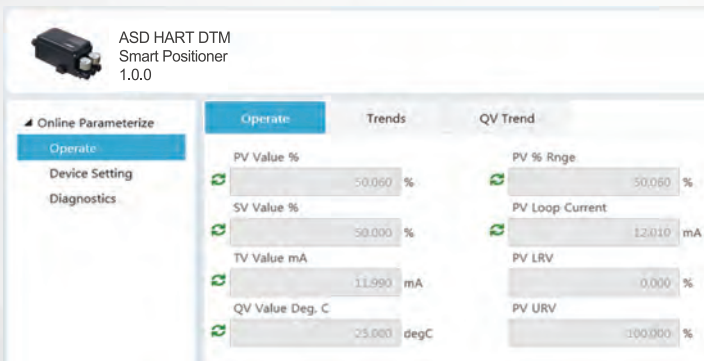 ASD HART DTM
Smart Positioner
1.0.0
Online Parameterize
Operate
Device Setting
Diagnostics
Operate Trends QV Trend
PV Value % PV % Rnge
50.060 % 50.060 %
SV Value % PV Loop Current
50.000 % 12.010 mA
TV Value mA PV LRV
11.990 mA 0.000 %
QV Value Deg. C PV URV
25.000 degC 100.000 %